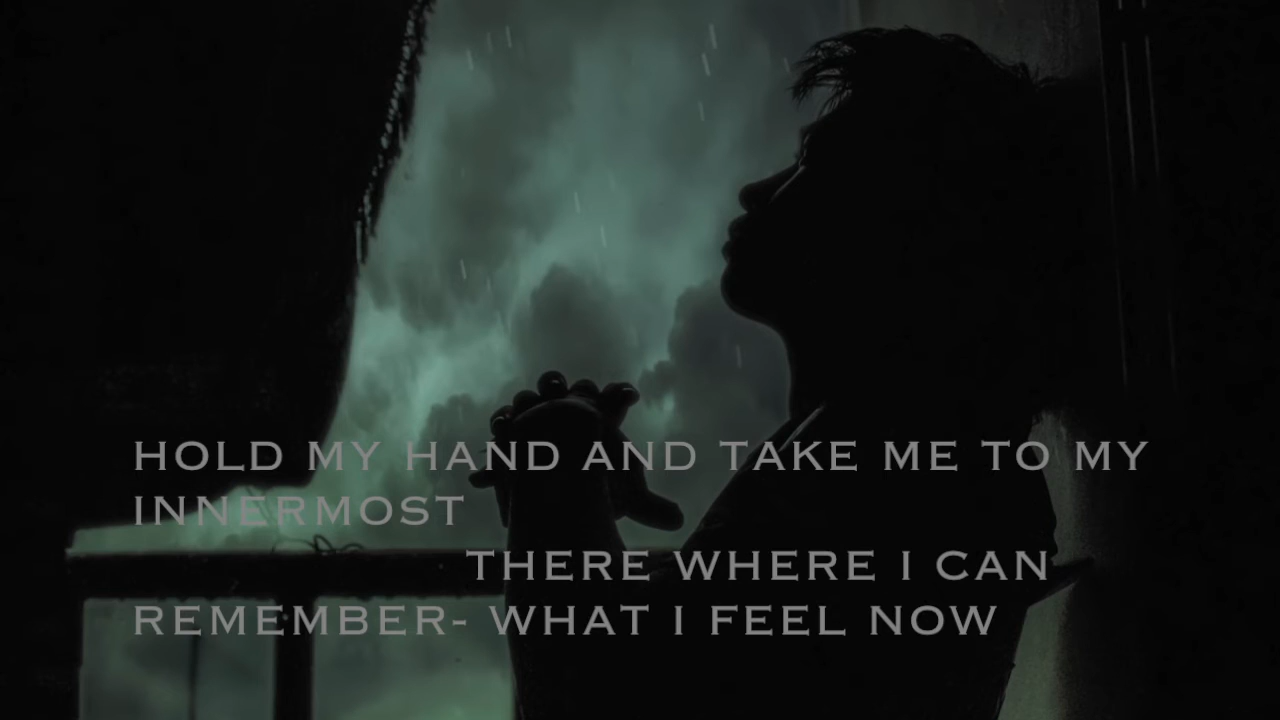 HOLD MY HAND AND TAKE ME TO MY
INNERMOST
THERE WHERE I CAN
REMEMBER- WHAT I FEEL NOW